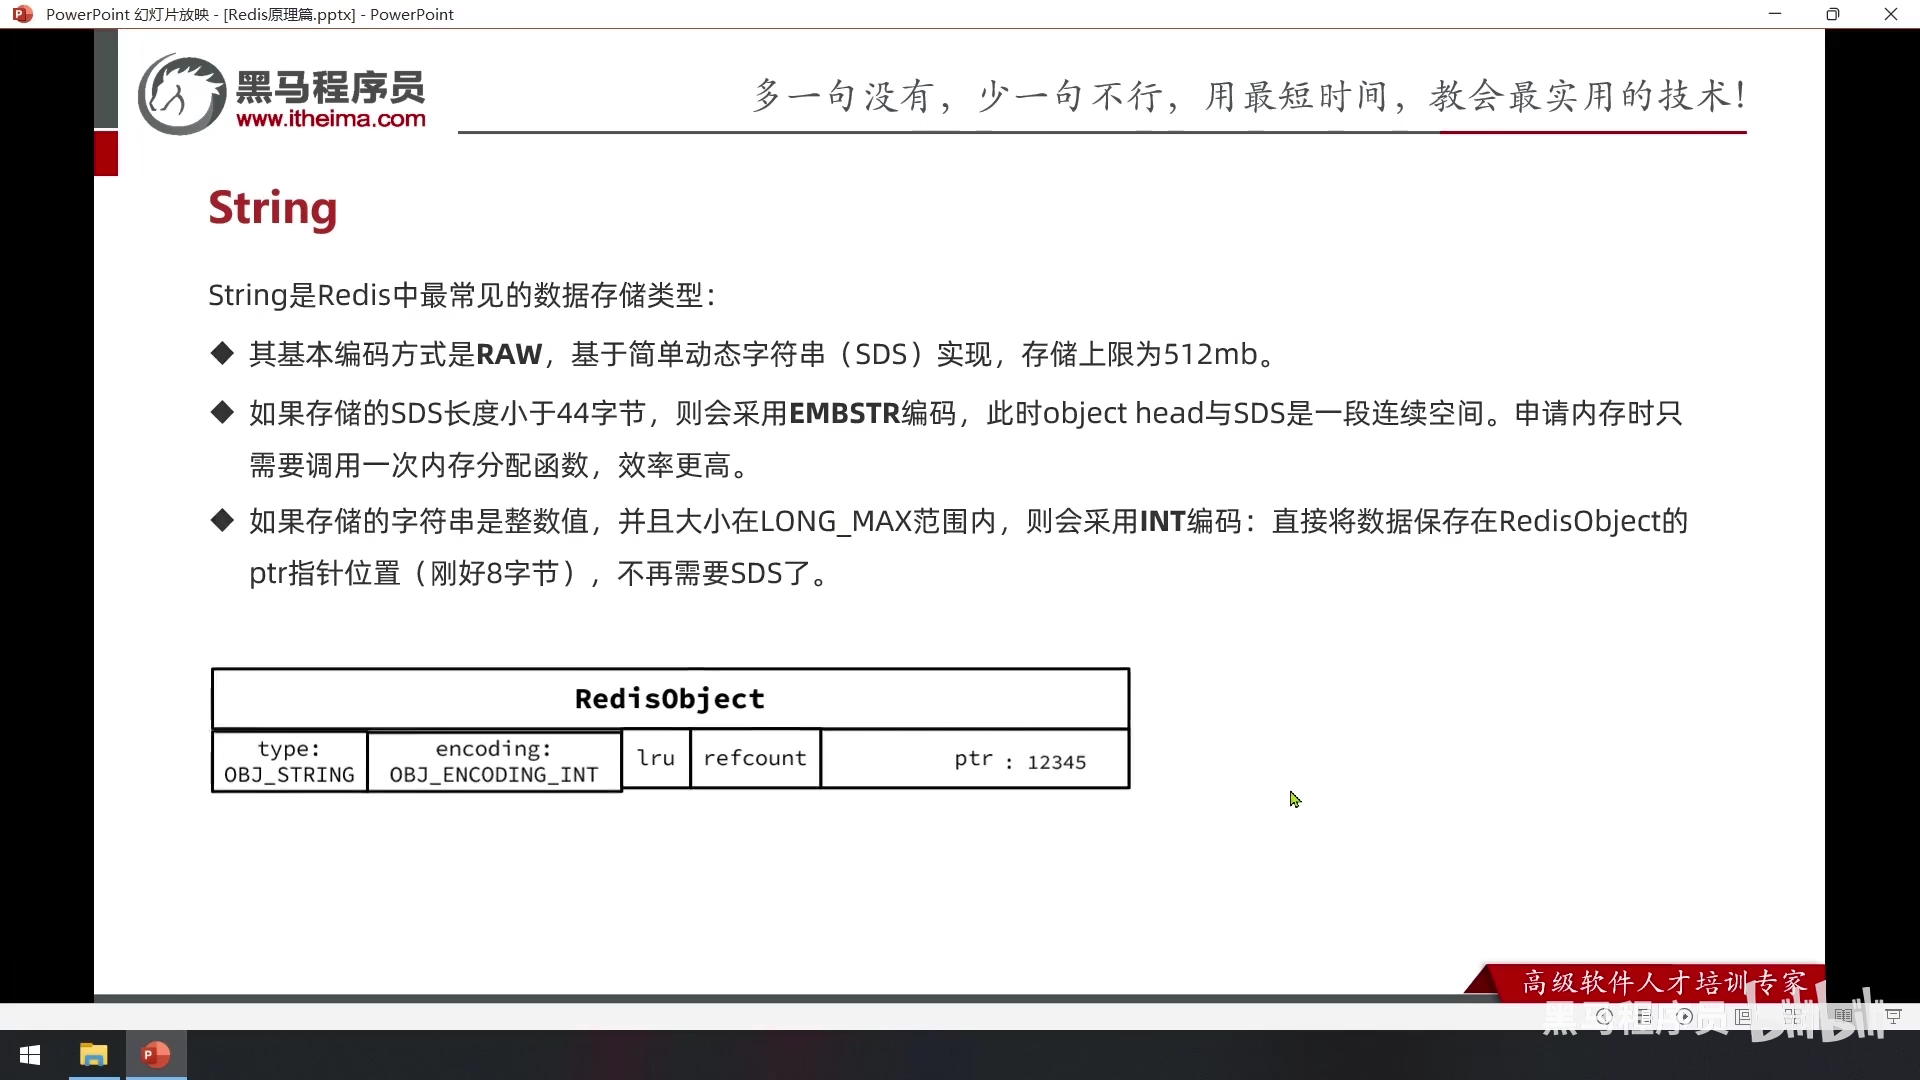 PowerPoint 幻灯片放映 - [Redis原理篇.pptx] - PowerPoint
黑马程序员
www.itheima.com
多一句没有，少一句不行，用最短时间，教会最实用的技术！
String
String是Redis中最常见的数据存储类型：
其基本编码方式是RAW，基于简单动态字符串（SDS）实现，存储上限为512mb。
如果存储的SDS长度小于44字节，则会采用EMBSTR编码，此时object head与SDS是一段连续空间。申请内存时只
需要调用一次内存分配函数，效率更高。
如果存储的字符串是整数值，并且大小在LONG_MAX范围内，则会采用INT编码：直接将数据保存在RedisObject的
ptr指针位置（刚好8字节），不再需要SDS了。
RedisObject
type:
OBJ_STRING
encoding:
OBJ_ENCODING_INT
lru
refcount
ptr : 12345
高级软件人才培训专家
黑马程序员 bilibili